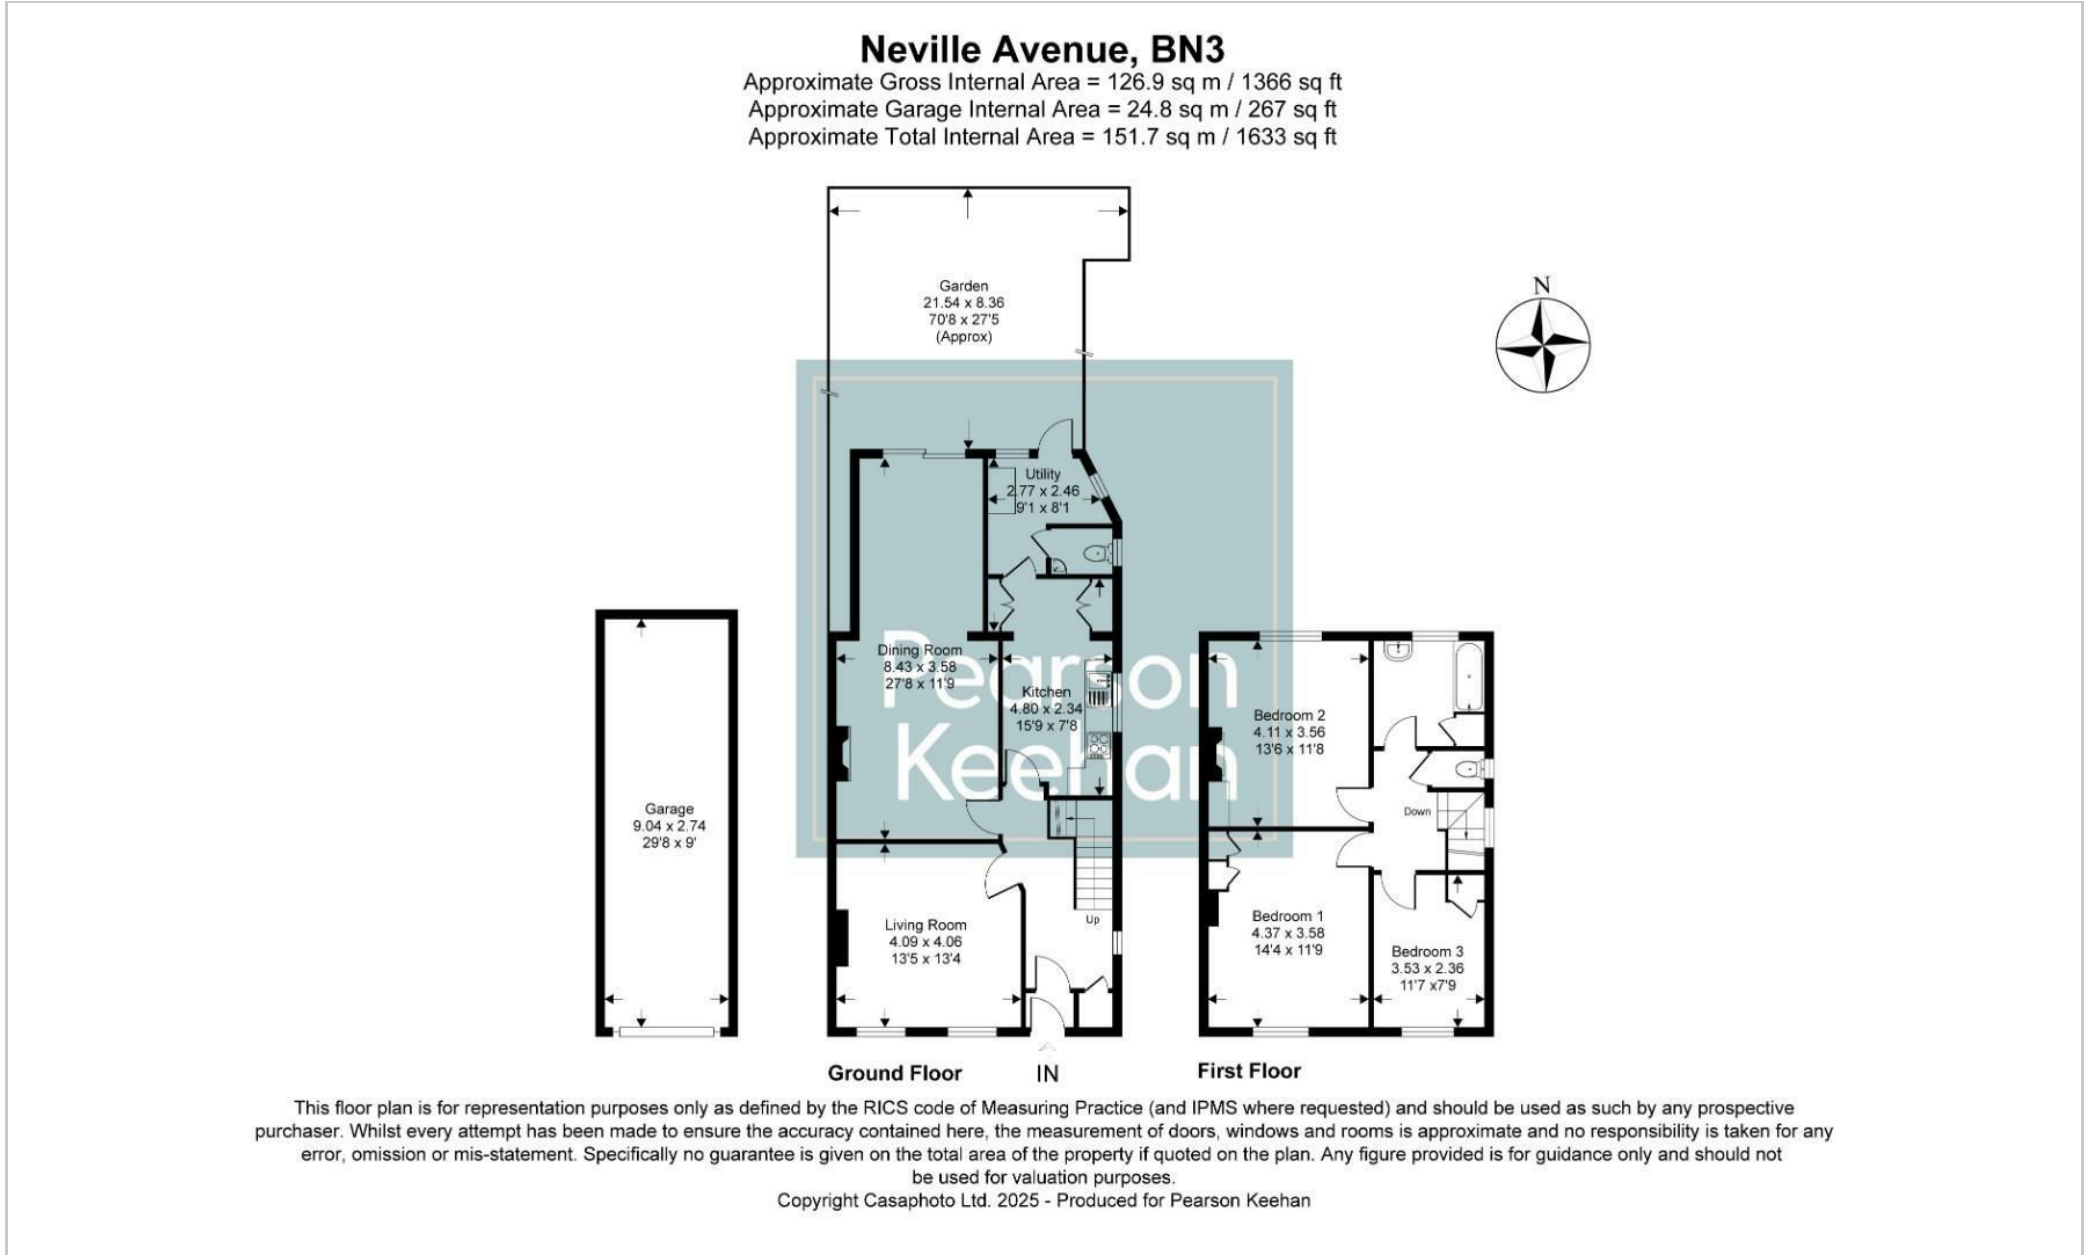 Neville Avenue, BN3
Approximate Gross Internal Area = 126.9 sq m / 1366 sq ft
Approximate Garage Internal Area = 24.8 sq m / 267 sq ft
Approximate Total Internal Area = 151.7 sq m / 1633 sq ft
N
Garden
21.54 x 8.36
70'8 x 27'5
(Approx)
Utility
2.77 x 2.46
9'1 x 8'1
Dining Room
8.43 x 3.58
27'8 x 11'9
Kitchen
4.80 x 2.34
15'9 x 7'8
Pearson
Keehan
Garage
9.04 x 2.74
29'8 x 9'
Living Room
4.09 x 4.06
13'5 x 13'4
Up
Bedroom 2
4.11 x 3.56
13'6 x 11'8
Down
Bedroom 1
4.37 x 3.58
14'4 x 11'9
Bedroom 3
3.53 x 2.36
11'7 x7'9
Ground Floor
IN
First Floor
This floor plan is for representation purposes only as defined by the RICS code of Measuring Practice (and IPMS where requested) and should be used as such by any prospective
purchaser. Whilst every attempt has been made to ensure the accuracy contained here, the measurement of doors, windows and rooms is approximate and no responsibility is taken for any
error, omission or mis-statement. Specifically no guarantee is given on the total area of the property if quoted on the plan. Any figure provided is for guidance only and should not
be used for valuation purposes.
Copyright Casaphoto Ltd. 2025 - Produced for Pearson Keehan